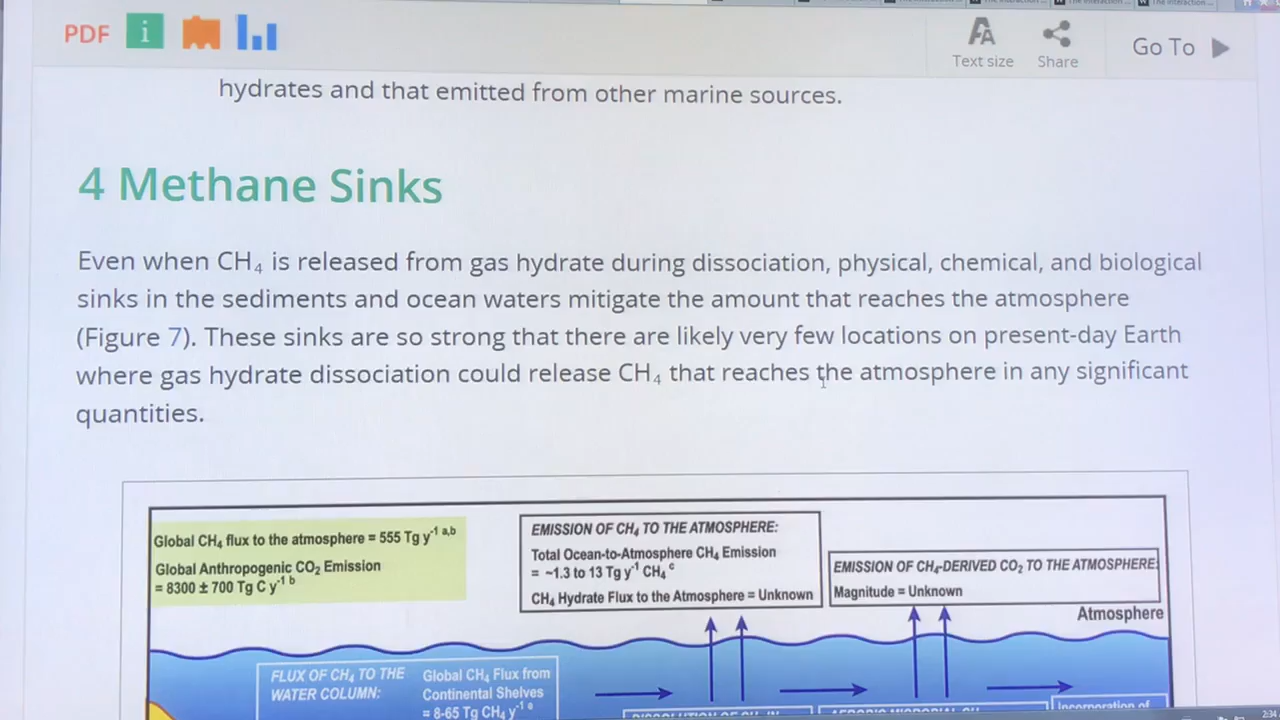 PDF i
Text size
Share
Go To
hydrates and that emitted from other marine sources.
4 Methane Sinks
Even when CH4 is released from gas hydrate during dissociation, physical, chemical, and biological
sinks in the sediments and ocean waters mitigate the amount that reaches the atmosphere
(Figure 7). These sinks are so strong that there are likely very few locations on present-day Earth
where gas hydrate dissociation could release CH4 that reaches the atmosphere in any significant
quantities.
Global CH4 flux to the atmosphere = 555 Tg y-1 a,b
Global Anthropogenic CO2 Emission
= 8300 ± 700 Tg C y-1 b
EMISSION OF CH4 TO THE ATMOSPHERE:
Total Ocean-to-Atmosphere CH4 Emission
= ~1.3 to 13 Tg y-1 CH4 c
CH4 Hydrate Flux to the Atmosphere = Unknown
EMISSION OF CH4-DERIVED CO2 TO THE ATMOSPHERE:
Magnitude = Unknown
Atmosphere
FLUX OF CH4 TO THE
WATER COLUMN:
Global CH4 Flux from
Continental Shelves
= 8-65 Tg CH4 y-1 e
Incorporation of
2:34